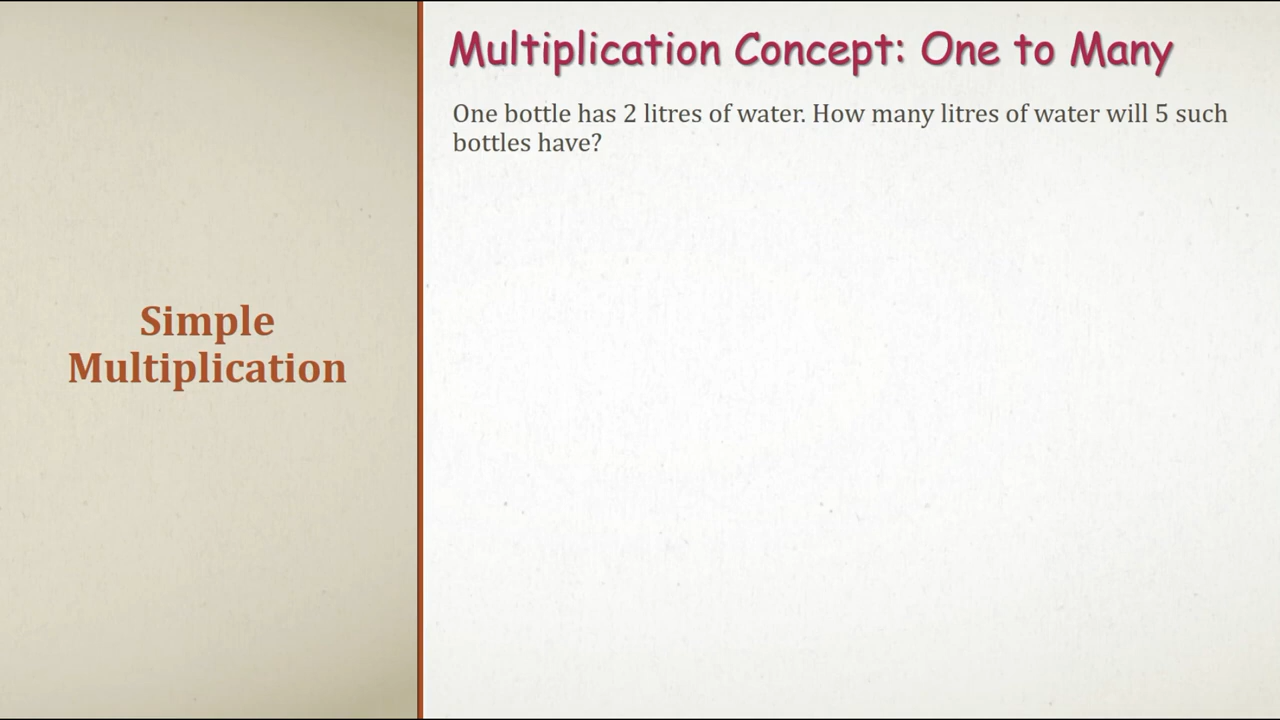 Simple
Multiplication
Multiplication Concept: One to Many
One bottle has 2 litres of water. How many litres of water will 5 such
bottles have?